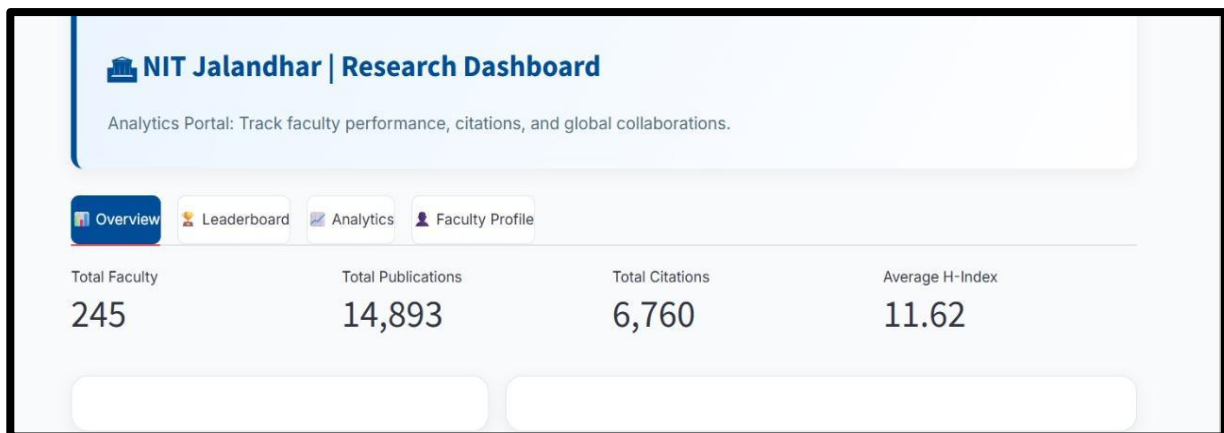 NIT Jalandhar | Research Dashboard
Analytics Portal: Track faculty performance, citations, and global collaborations.
Overview Leaderboard Analytics Faculty Profile
Total Faculty Total Publications Total Citations Average H-Index
245 14,893 6,760 11.62